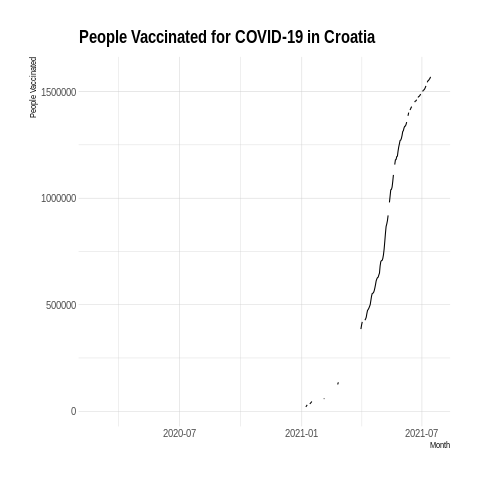 People Vaccinated for COVID-19 in Croatia
People Vaccinated
1500000
1000000
500000
0
2020-07
2021-01
2021-07
Month